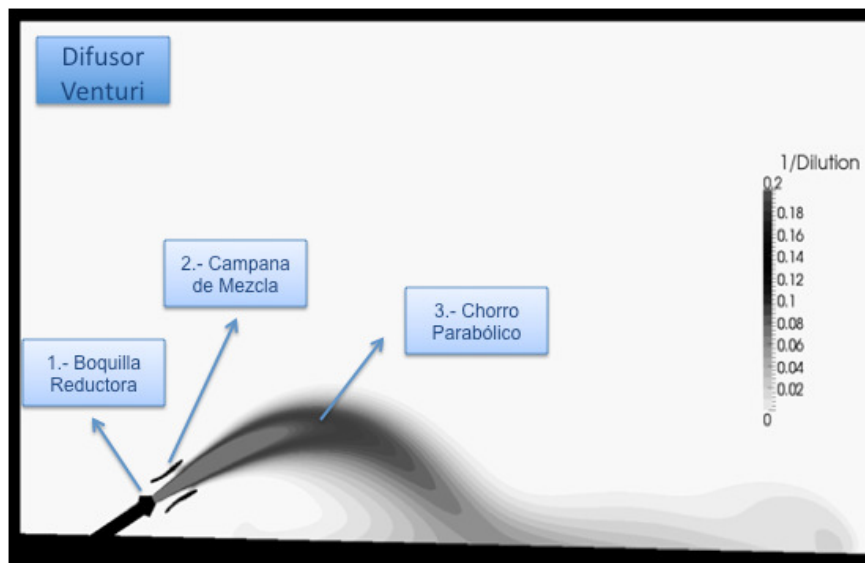 Difusor
Venturi
1/Dilution
0.2
0.18
0.16
0.14
0.12
0.1
0.08
0.06
0.04
0.02
0
2.- Campana
de Mezcla
3.- Chorro
Parabólico
1.- Boquilla
Reductora